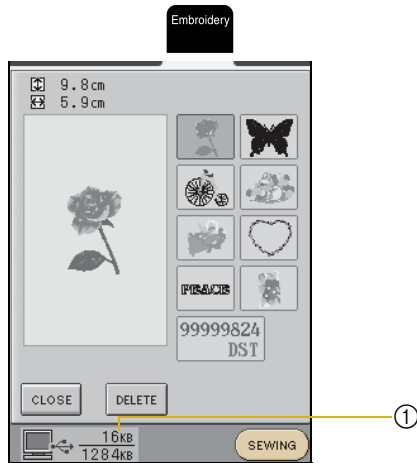 Embroidery
9.8cm
5.9cm
PEACE
99999824
DST
CLOSE
DELETE
16KB
1284KB
SEWING
1